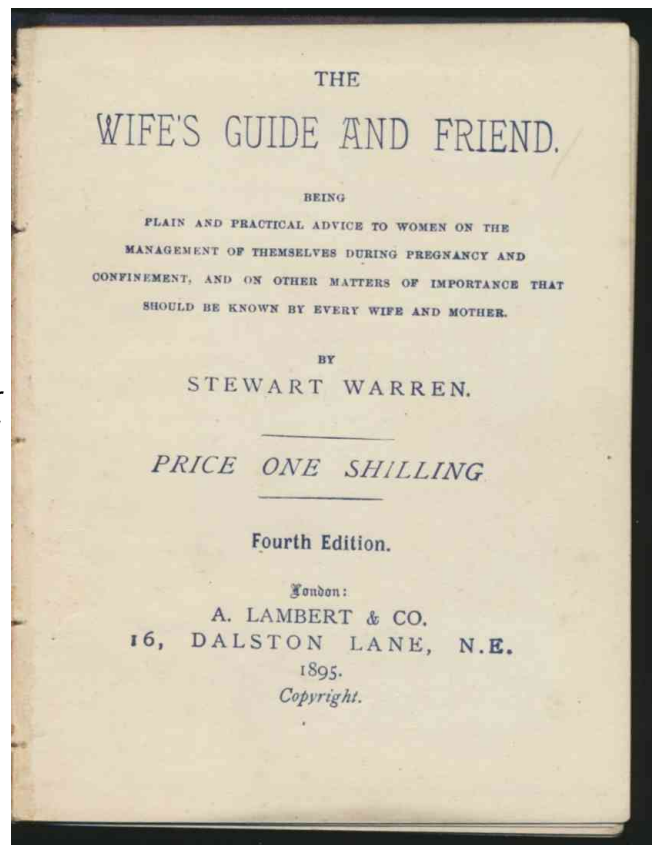 THE
WIFE'S GUIDE AND FRIEND.
BEING
PLAIN AND PRACTICAL ADVICE TO WOMEN ON THE
MANAGEMENT OF THEMSELVES DURING PREGNANCY AND
CONFINEMENT, AND ON OTHER MATTERS OF IMPORTANCE THAT
SHOULD BE KNOWN BY EVERY WIFE AND MOTHER.
BY
STEWART WARREN.
PRICE ONE SHILLING
Fourth Edition.
London:
A. LAMBERT & CO.
16, DALSTON LANE, N.E.
1895.
Copyright.